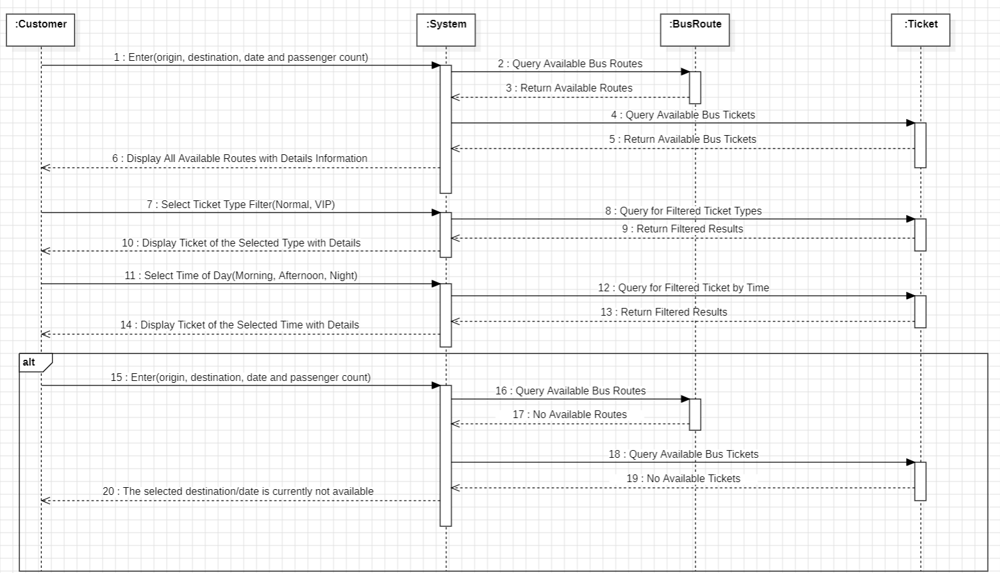 :Customer
:System
:BusRoute
:Ticket
1 : Enter(origin, destination, date and passenger count)
2 : Query Available Bus Routes
3 : Return Available Routes
4 : Query Available Bus Tickets
5 : Return Available Bus Tickets
6 : Display All Available Routes with Details Information
7 : Select Ticket Type Filter(Normal, VIP)
8 : Query for Filtered Ticket Types
9 : Return Filtered Results
10 : Display Ticket of the Selected Type with Details
11 : Select Time of Day(Morning, Afternoon, Night)
12 : Query for Filtered Ticket by Time
13 : Return Filtered Results
14 : Display Ticket of the Selected Time with Details
alt
15 : Enter(origin, destination, date and passenger count)
16 : Query Available Bus Routes
17 : No Available Routes
18 : Query Available Bus Tickets
19 : No Available Tickets
20 : The selected destination/date is currently not available